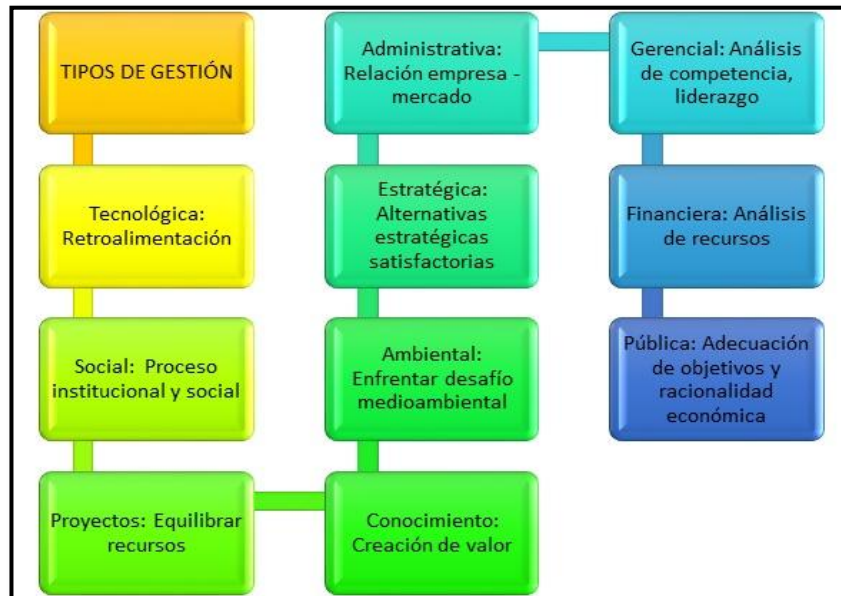 TIPOS DE GESTIÓN
Tecnológica:
Retroalimentación
Social: Proceso
institucional y social
Proyectos: Equilibrar
recursos
Conocimiento:
Creación de valor
Ambiental:
Enfrentar desafío
medioambiental
Estratégica:
Alternativas
estratégicas
satisfactorias
Administrativa:
Relación empresa -
mercado
Gerencial: Análisis
de competencia,
liderazgo
Financiera: Análisis
de recursos
Pública: Adecuación
de objetivos y
racionalidad
económica